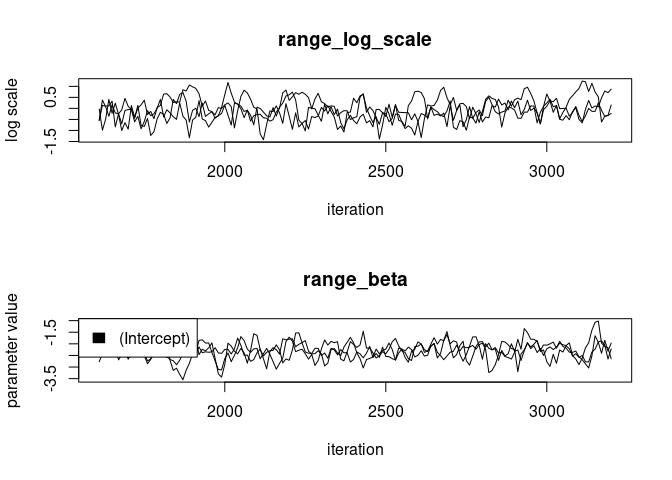 range_log_scale
log scale
0.5
-1.5
2000
2500
3000
iteration
range_beta
parameter value
-1.5
-3.5
(Intercept)
2000
2500
3000
iteration